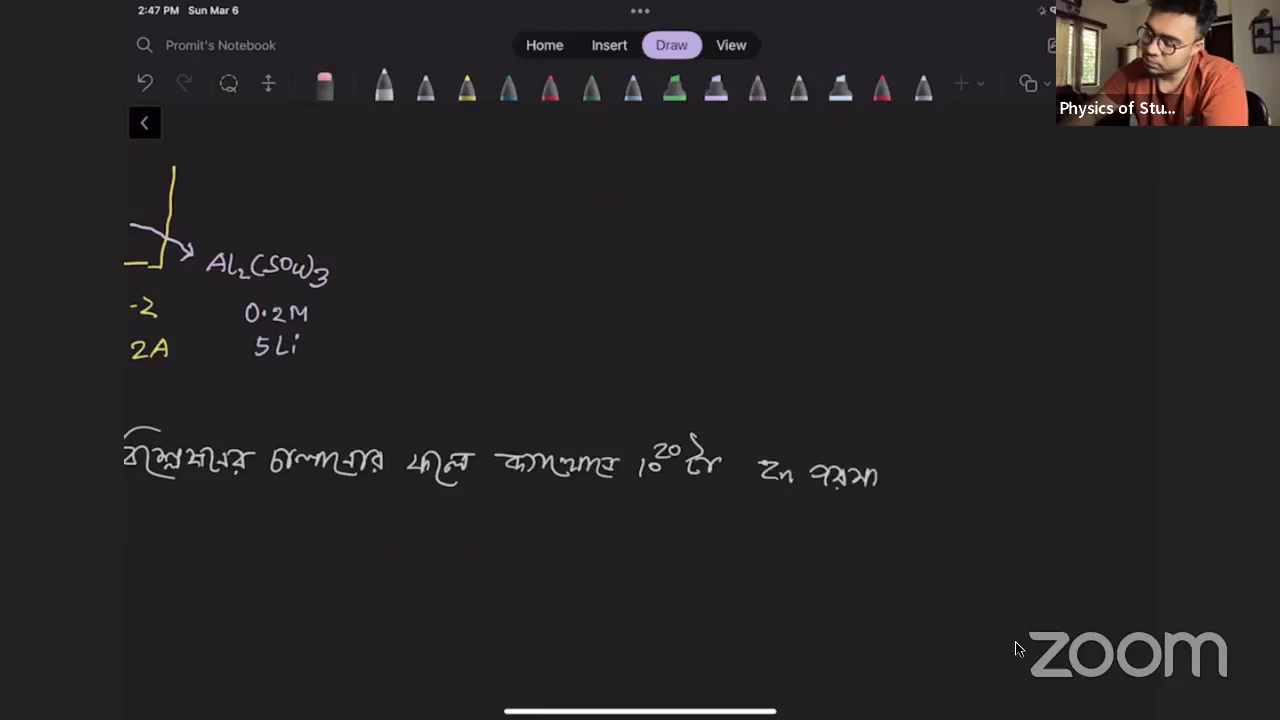 2:47 PM Sun Mar 6
Promit's Notebook
Home Insert Draw View
Physics of Stu...
Al₂(SO₄)₃
-2 0.2M
2A 5Li
বিশ্লেষনের চালানোর ফলে ক্যাথোডে 10²⁰ টি Zn পরমা
zoom